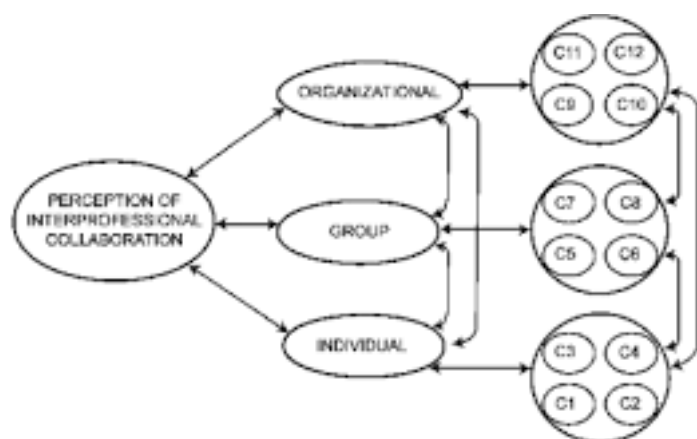 C11 C12
ORGANIZATIONAL
C9 C10
PERCEPTION OF
INTERPROFESSIONAL
COLLABORATION
C7 C8
GROUP
C5 C6
INDIVIDUAL
C3 C4
C1 C2